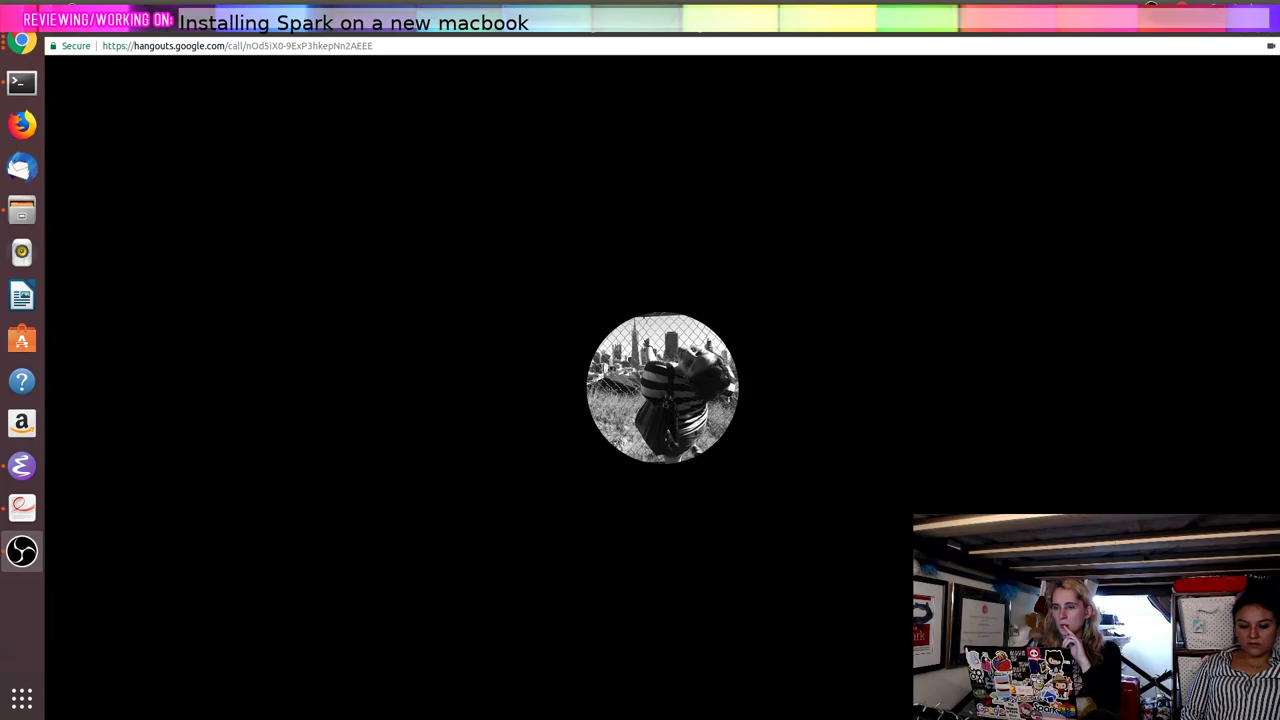 REVIEWING/WORKING ON: Installing Spark on a new macbook
Secure https://hangouts.google.com/call/nOd5iX0-9ExP3hkepNn2AEEE